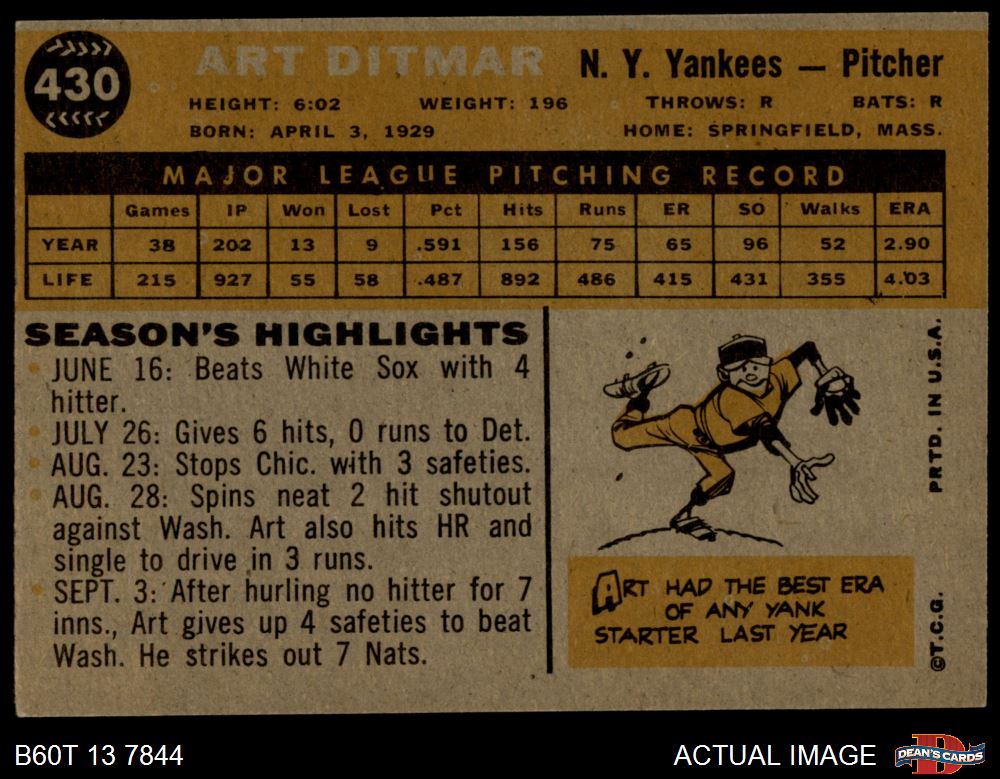 430
ART DITMAR
N. Y. Yankees — Pitcher
HEIGHT: 6:02 WEIGHT: 196 THROWS: R BATS: R
BORN: APRIL 3, 1929 HOME: SPRINGFIELD, MASS.
MAJOR LEAGUE PITCHING RECORD
Games IP Won Lost Pct Hits Runs ER SO Walks ERA
YEAR 38 202 13 9 .591 156 75 65 96 52 2.90
LIFE 215 927 55 58 .487 892 486 415 431 355 4.03
SEASON'S HIGHLIGHTS
JUNE 16: Beats White Sox with 4
hitter.
JULY 26: Gives 6 hits, 0 runs to Det.
AUG. 23: Stops Chic. with 3 safeties.
AUG. 28: Spins neat 2 hit shutout
against Wash. Art also hits HR and
single to drive in 3 runs.
SEPT. 3: After hurling no hitter for 7
inns., Art gives up 4 safeties to beat
Wash. He strikes out 7 Nats.
ART HAD THE BEST ERA
OF ANY YANK
STARTER LAST YEAR
©T.C.G. PRTD. IN U.S.A.
B60T 13 7844
ACTUAL IMAGE
DEAN'S CARDS